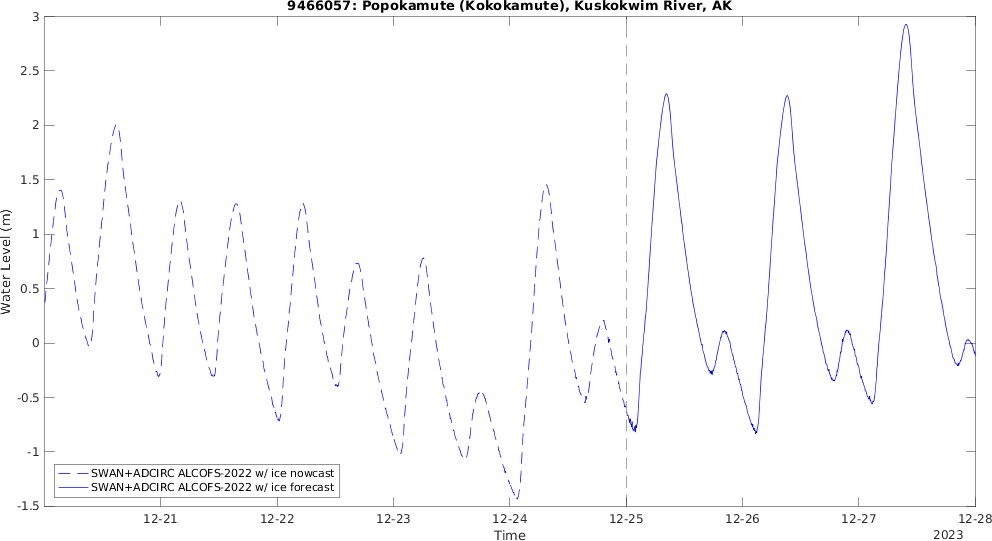 9466057: Popokamute (Kokokamute), Kuskokwim River, AK
3
2.5
2
1.5
1
0.5
0
-0.5
-1
-1.5
Water Level (m)
SWAN+ADCIRC ALCOFS-2022 w/ ice nowcast
SWAN+ADCIRC ALCOFS-2022 w/ ice forecast
12-21 12-22 12-23 12-24 12-25 12-26 12-27 12-28
Time
2023